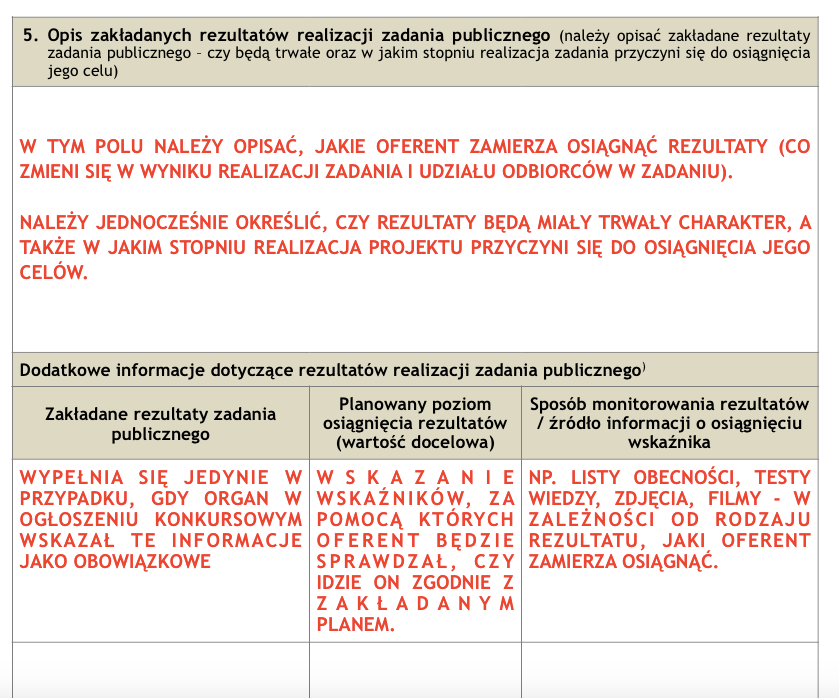 5. Opis zakładanych rezultatów realizacji zadania publicznego (należy opisać zakładane rezultaty
zadania publicznego – czy będą trwałe oraz w jakim stopniu realizacja zadania przyczyni się do osiągnięcia
jego celu)
W TYM POLU NALEŻY OPISAĆ, JAKIE OFERENT ZAMIERZA OSIĄGNĄĆ REZULTATY (CO
ZMIENI SIĘ W WYNIKU REALIZACJI ZADANIA I UDZIAŁU ODBIORCÓW W ZADANIU).
NALEŻY JEDNOCZEŚNIE OKREŚLIĆ, CZY REZULTATY BĘDĄ MIAŁY TRWAŁY CHARAKTER, A
TAKŻE W JAKIM STOPNIU REALIZACJA PROJEKTU PRZYCZYNI SIĘ DO OSIĄGNIĘCIA JEGO
CELÓW.
Dodatkowe informacje dotyczące rezultatów realizacji zadania publicznego)
Zakładane rezultaty zadania
publicznego
Planowany poziom
osiągnięcia rezultatów
(wartość docelowa)
Sposób monitorowania rezultatów
/ źródło informacji o osiągnięciu
wskaźnika
WYPEŁNIA SIĘ JEDYNIE W
PRZYPADKU, GDY ORGAN W
OGŁOSZENIU KONKURSOWYM
WSKAZAŁ TE INFORMACJE
JAKO OBOWIĄZKOWE
WSKAZANIE
WSKAŹNIKÓW, ZA
POMOCĄ KTÓRYCH
OFERENT BĘDZIE
SPRAWDZAŁ, CZY
IDZIE ON ZGODNIE Z
ZAKŁADANYM
PLANEM.
NP. LISTY OBECNOŚCI, TESTY
WIEDZY, ZDJĘCIA, FILMY - W
ZALEŻNOŚCI OD RODZAJU
REZULTATU, JAKI OFERENT
ZAMIERZA OSIĄGNĄĆ.